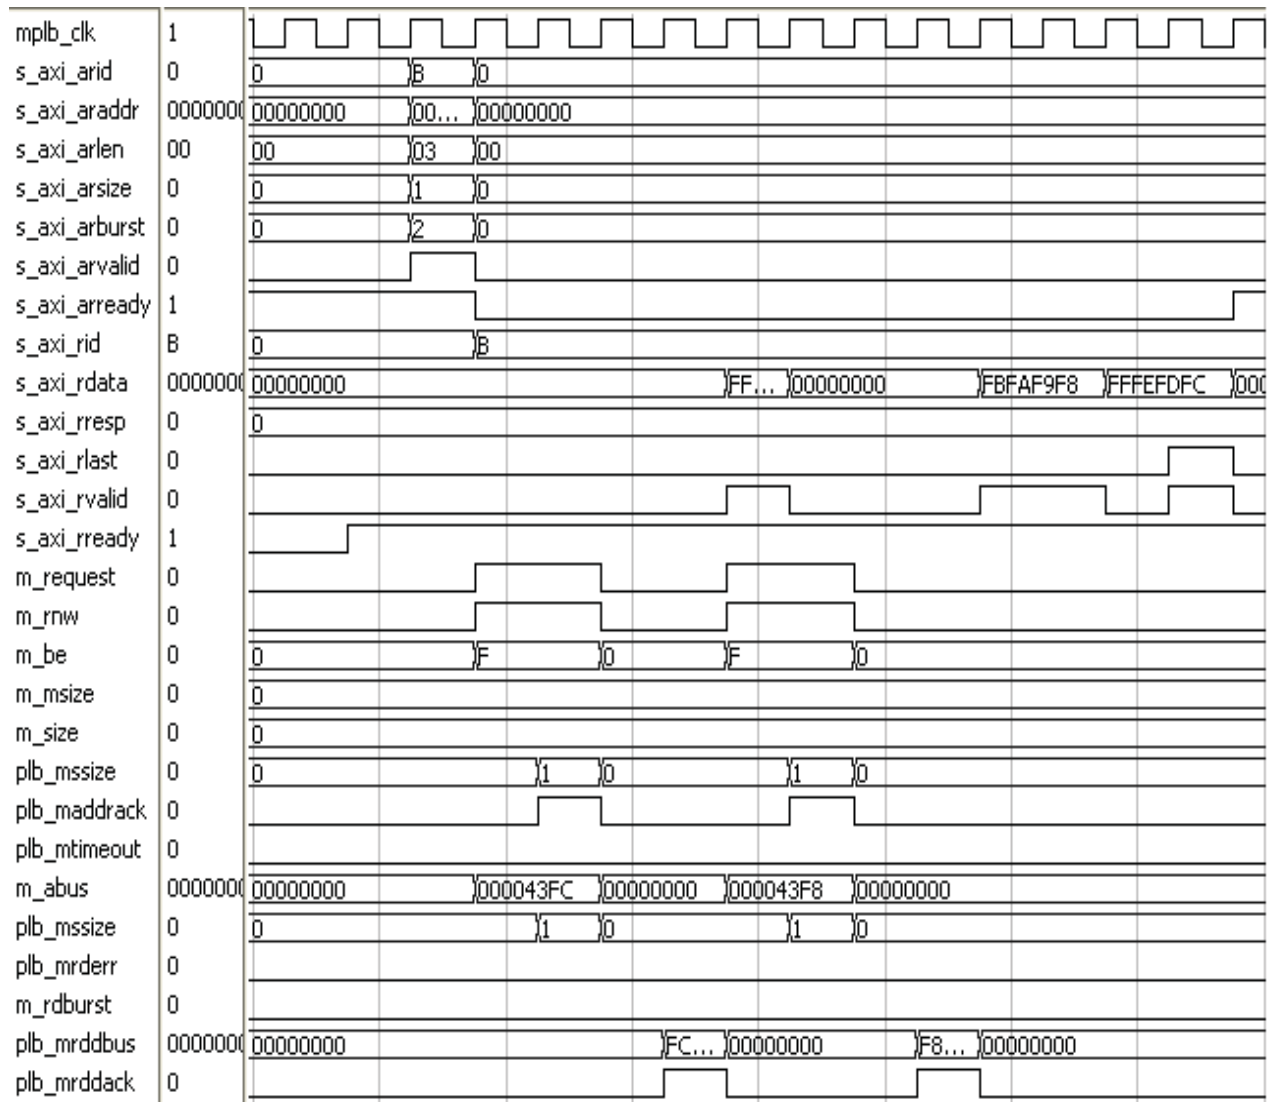 mplb_clk 1
s_axi_arid 0 0 B 0
s_axi_araddr 0000000( 00000000 00... 00000000
s_axi_arlen 00 00 03 00
s_axi_arsize 0 0 1 0
s_axi_arburst 0 0 2 0
s_axi_arvalid 0
s_axi_arready 1
s_axi_rid B 0 B
s_axi_rdata 0000000( 00000000 FF... 00000000 FBFAF9F8 FFFEFDFC 000
s_axi_rresp 0 0
s_axi_rlast 0
s_axi_rvalid 0
s_axi_rready 1
m_request 0
m_rnw 0
m_be 0 0 F 0 F 0
m_msize 0 0
m_size 0 0
plb_mssize 0 0 1 0 1 0
plb_maddrack 0
plb_mtimeout 0
m_abus 0000000( 00000000 000043FC 00000000 000043F8 00000000
plb_mssize 0 0 1 0 1 0
plb_mrderr 0
m_rdburst 0
plb_mrddbus 0000000( 00000000 FC... 00000000 F8... 00000000
plb_mrddack 0